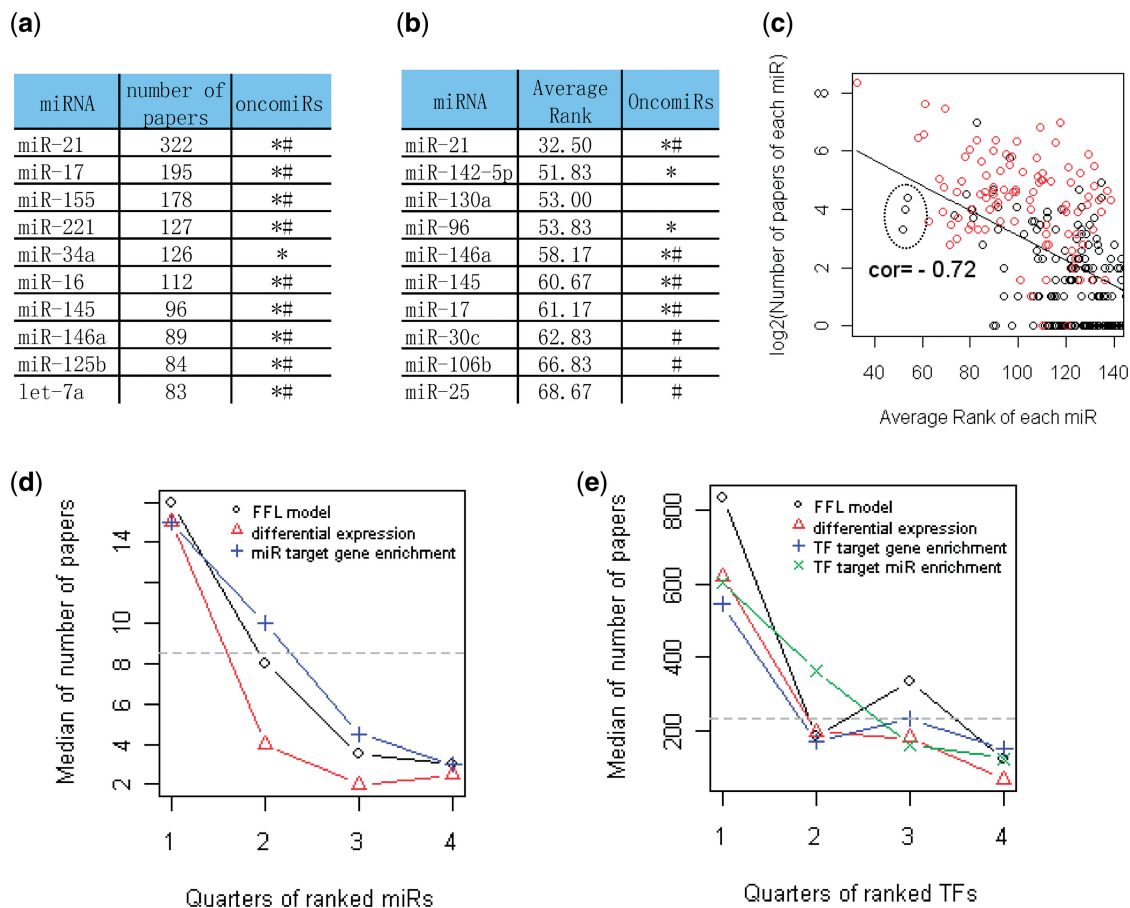 (a)
miRNA number of papers oncomiRs
miR-21 322 *#
miR-17 195 *#
miR-155 178 *#
miR-221 127 *#
miR-34a 126 *
miR-16 112 *#
miR-145 96 *#
miR-146a 89 *#
miR-125b 84 *#
let-7a 83 *#
(b)
miRNA Average Rank OncomiRs
miR-21 32.50 *#
miR-142-5p 51.83 *
miR-130a 53.00
miR-96 53.83 *
miR-146a 58.17 *#
miR-145 60.67 *#
miR-17 61.17 *#
miR-30c 62.83 #
miR-106b 66.83 #
miR-25 68.67 #
(c)
log2(Number of papers of each miR)
8
6
4
2
0
cor= - 0.72
40 60 80 100 120 140
Average Rank of each miR
(d)
Median of number of papers
14
10
8
6
4
2
FFL model
differential expression
miR target gene enrichment
1 2 3 4
Quarters of ranked miRs
(e)
Median of number of papers
800
600
400
200
FFL model
differential expression
TF target gene enrichment
TF target miR enrichment
1 2 3 4
Quarters of ranked TFs